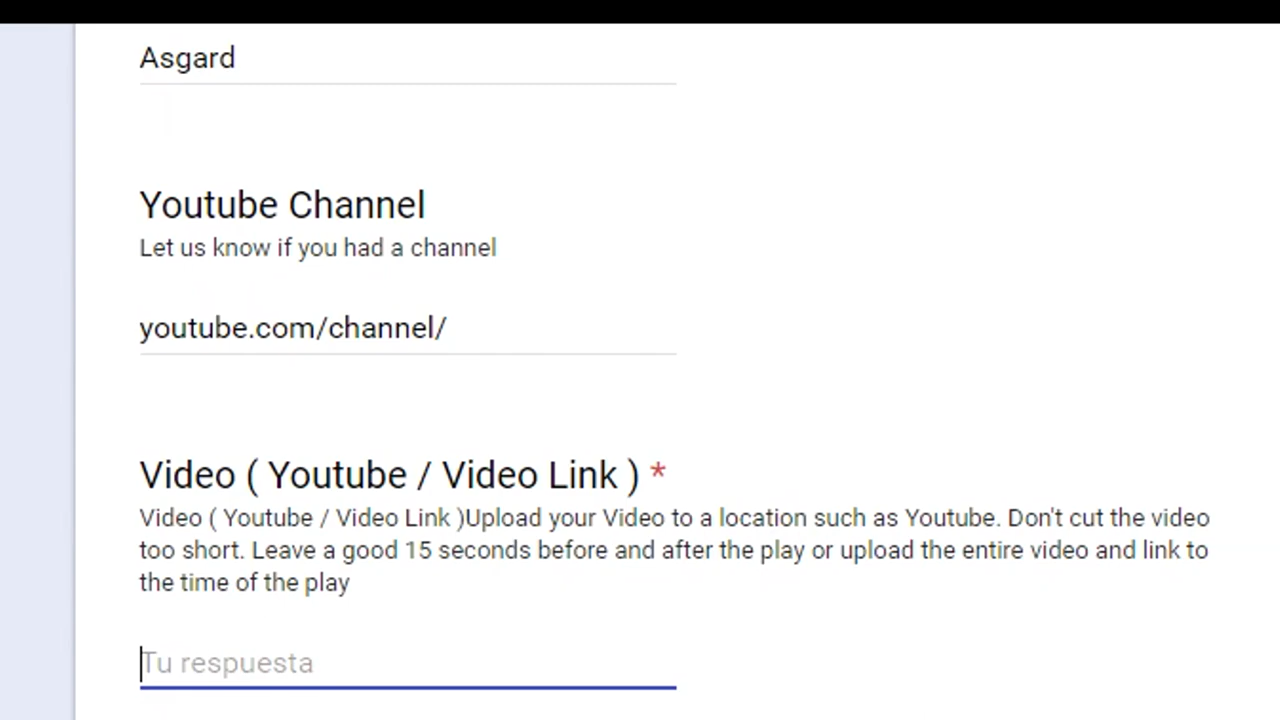 Asgard
Youtube Channel
Let us know if you had a channel
youtube.com/channel/
Video ( Youtube / Video Link ) *
Video ( Youtube / Video Link )Upload your Video to a location such as Youtube. Don't cut the video
too short. Leave a good 15 seconds before and after the play or upload the entire video and link to
the time of the play
Tu respuesta